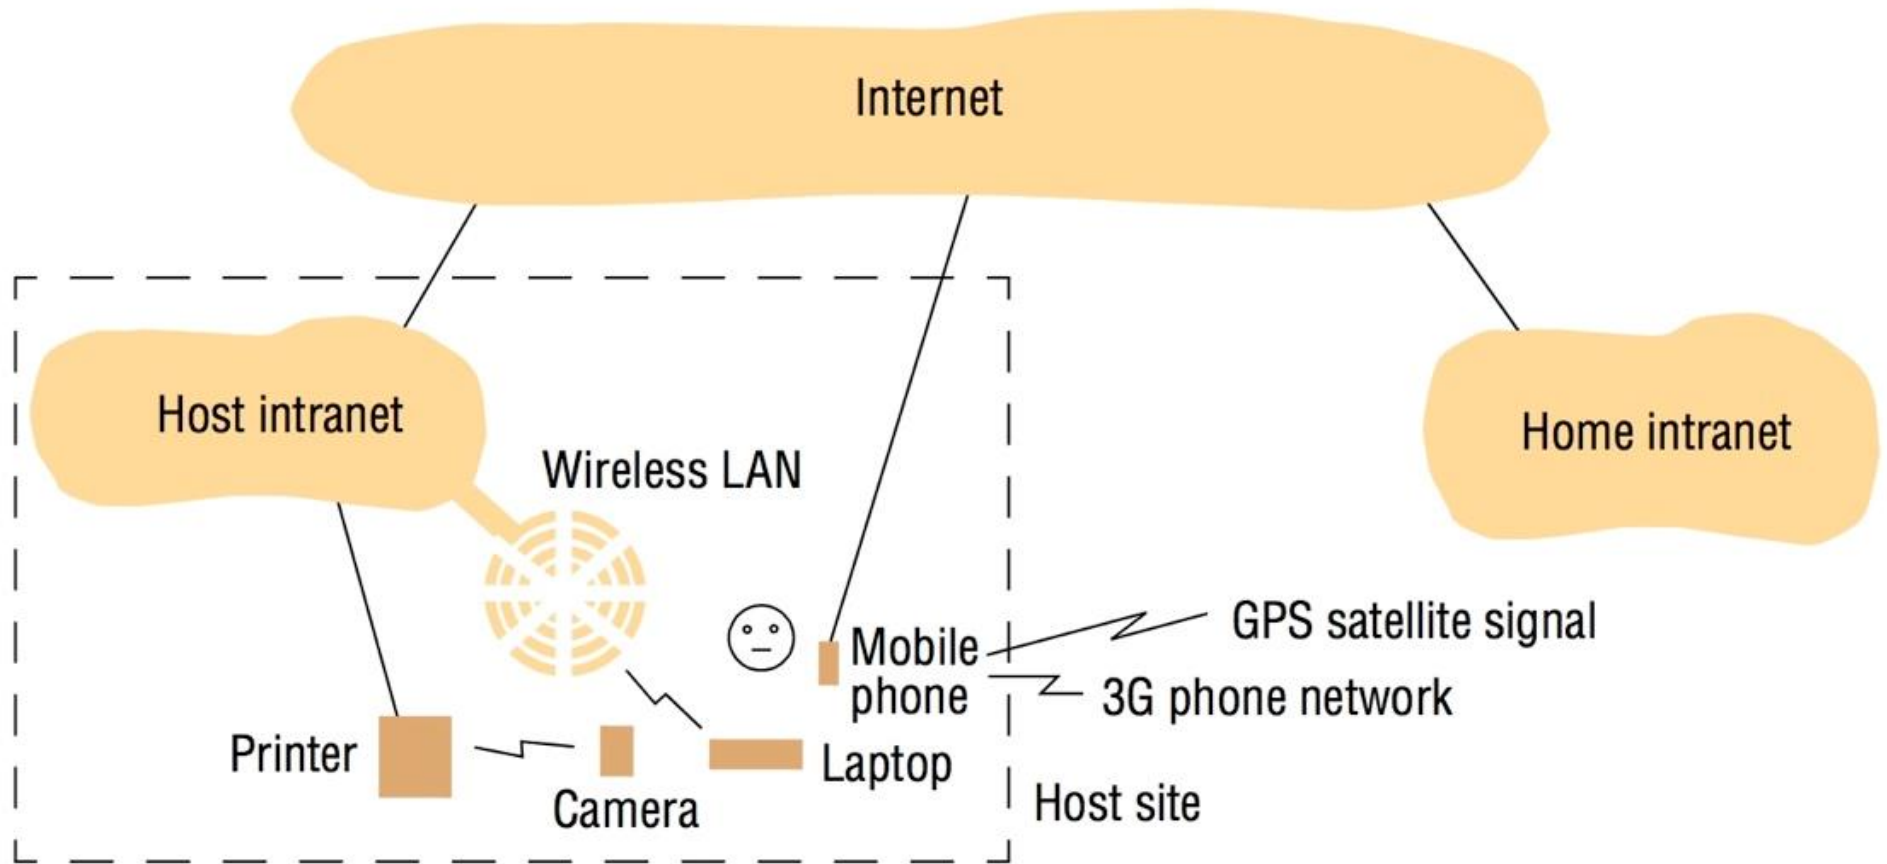 Internet
Host intranet
Home intranet
Wireless LAN
GPS satellite signal
Mobile
phone
3G phone network
Printer
Laptop
Camera
Host site